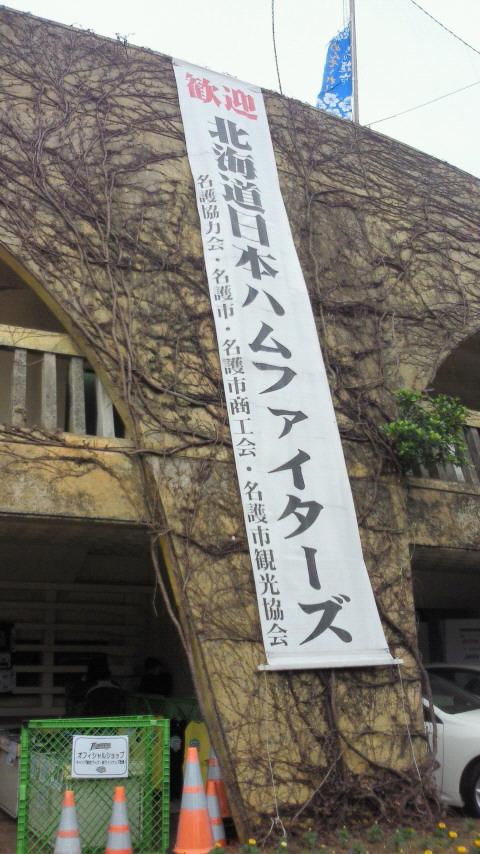 歓迎
北海道日本ハムファイターズ
名護協力会・名護市・名護市商工会・名護市観光協会
オフィシャルショップ